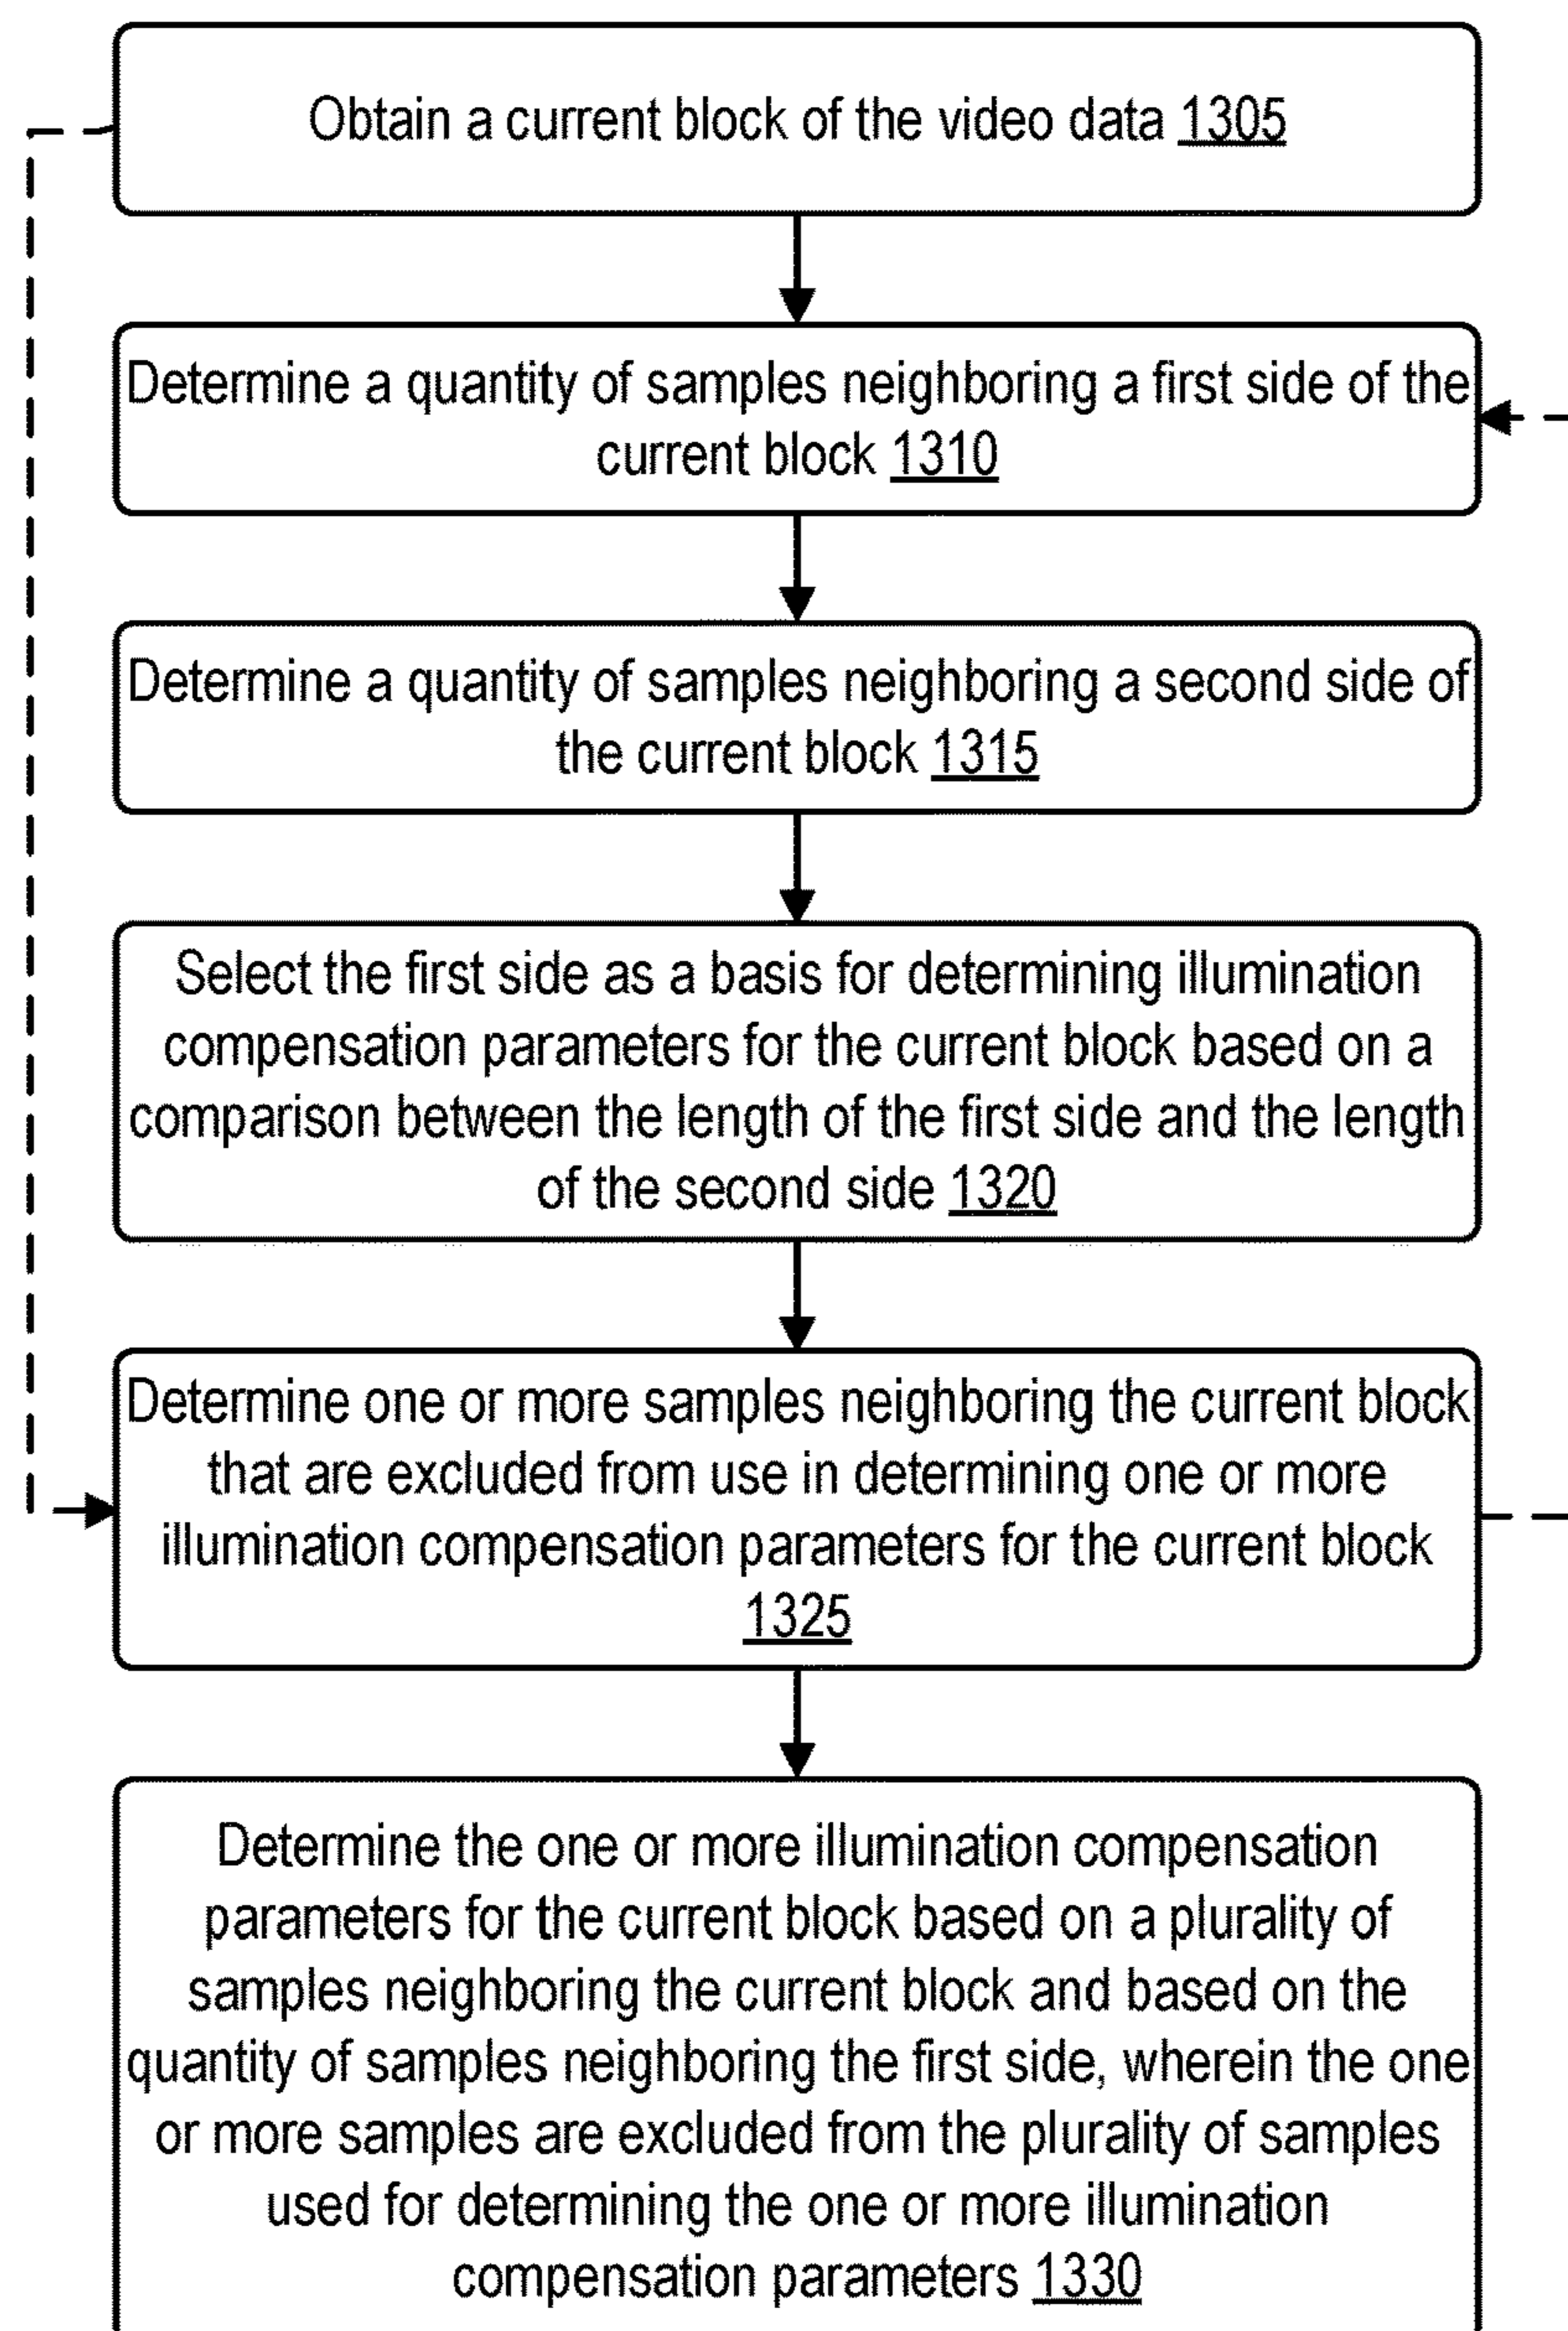 Obtain a current block of the video data 1305
Determine a quantity of samples neighboring a first side of the
current block 1310
Determine a quantity of samples neighboring a second side of
the current block 1315
Select the first side as a basis for determining illumination
compensation parameters for the current block based on a
comparison between the length of the first side and the length
of the second side 1320
Determine one or more samples neighboring the current block
that are excluded from use in determining one or more
illumination compensation parameters for the current block
1325
Determine the one or more illumination compensation
parameters for the current block based on a plurality of
samples neighboring the current block and based on the
quantity of samples neighboring the first side, wherein the one
or more samples are excluded from the plurality of samples
used for determining the one or more illumination
compensation parameters 1330